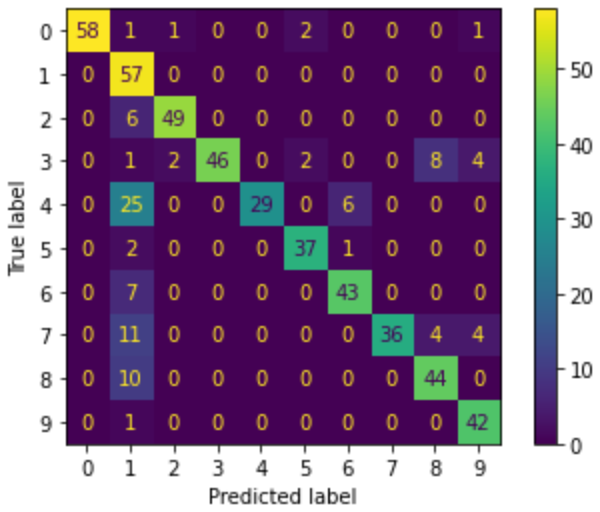 0 58 1 1 0 0 2 0 0 0 1
1 0 57 0 0 0 0 0 0 0 0
2 0 6 49 0 0 0 0 0 0 0
3 0 1 2 46 0 2 0 0 8 4
4 0 25 0 0 29 0 6 0 0 0
5 0 2 0 0 0 37 1 0 0 0
6 0 7 0 0 0 0 43 0 0 0
7 0 11 0 0 0 0 0 36 4 4
8 0 10 0 0 0 0 0 0 44 0
9 0 1 0 0 0 0 0 0 0 42
0 1 2 3 4 5 6 7 8 9
True label
Predicted label
50
40
30
20
10
0